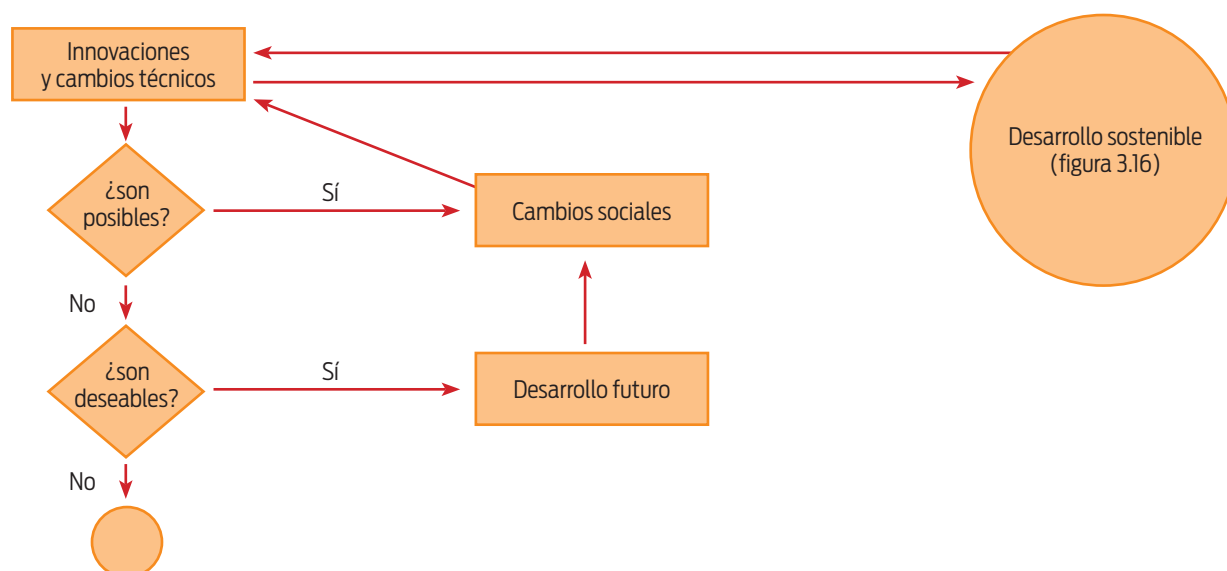 Innovaciones
y cambios técnicos
Desarrollo sostenible
(figura 3.16)
¿son
posibles?
Sí
Cambios sociales
No
¿son
deseables?
Sí
Desarrollo futuro
No